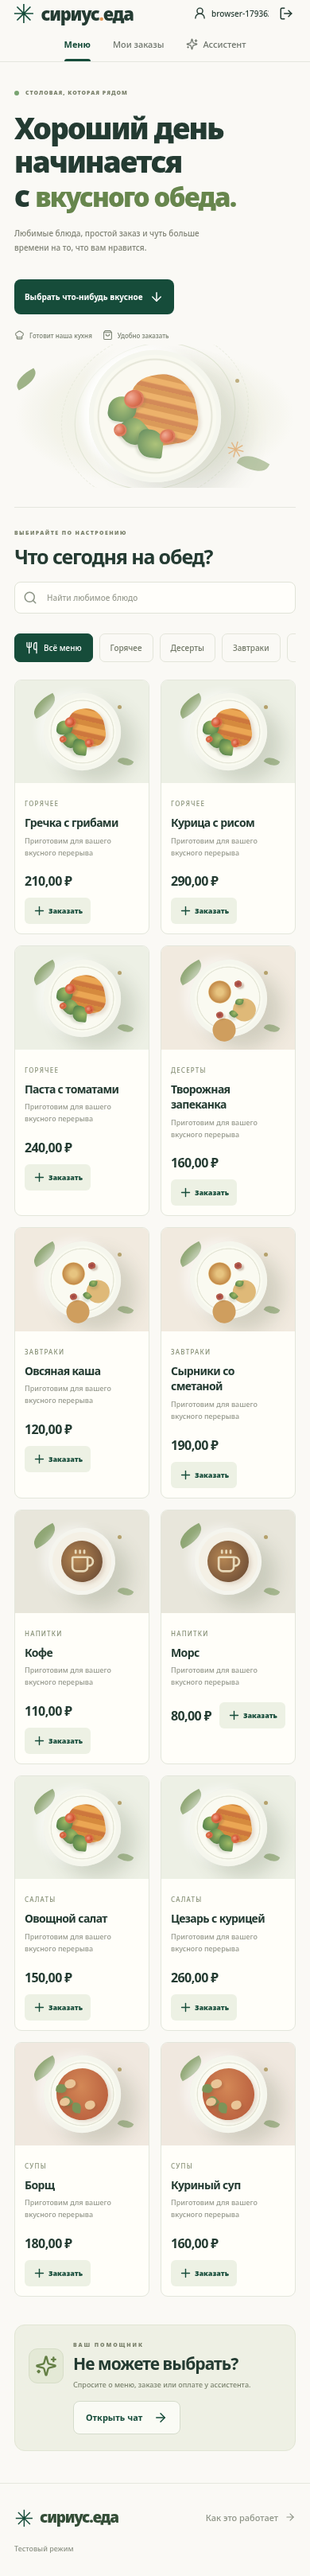 сириус.еда
browser-17936
Меню
Мои заказы
Ассистент
СТОЛОВАЯ, КОТОРАЯ РЯДОМ
Хороший день
начинается
с вкусного обеда.
Любимые блюда, простой заказ и чуть больше
времени на то, что вам нравится.
Выбрать что-нибудь вкусное
Готовит наша кухня
Удобно заказать
ВЫБИРАЙТЕ ПО НАСТРОЕНИЮ
Что сегодня на обед?
Найти любимое блюдо
Всё меню
Горячее
Десерты
Завтраки
ГОРЯЧЕЕ
Гречка с грибами
Приготовим для вашего
вкусного перерыва
210,00 ₽
Заказать
ГОРЯЧЕЕ
Курица с рисом
Приготовим для вашего
вкусного перерыва
290,00 ₽
Заказать
ГОРЯЧЕЕ
Паста с томатами
Приготовим для вашего
вкусного перерыва
240,00 ₽
Заказать
ДЕСЕРТЫ
Творожная
запеканка
Приготовим для вашего
вкусного перерыва
160,00 ₽
Заказать
ЗАВТРАКИ
Овсяная каша
Приготовим для вашего
вкусного перерыва
120,00 ₽
Заказать
ЗАВТРАКИ
Сырники со
сметаной
Приготовим для вашего
вкусного перерыва
190,00 ₽
Заказать
НАПИТКИ
Кофе
Приготовим для вашего
вкусного перерыва
110,00 ₽
Заказать
НАПИТКИ
Морс
Приготовим для вашего
вкусного перерыва
80,00 ₽
Заказать
САЛАТЫ
Овощной салат
Приготовим для вашего
вкусного перерыва
150,00 ₽
Заказать
САЛАТЫ
Цезарь с курицей
Приготовим для вашего
вкусного перерыва
260,00 ₽
Заказать
СУПЫ
Борщ
Приготовим для вашего
вкусного перерыва
180,00 ₽
Заказать
СУПЫ
Куриный суп
Приготовим для вашего
вкусного перерыва
160,00 ₽
Заказать
ВАШ ПОМОЩНИК
Не можете выбрать?
Спросите о меню, заказе или оплате у ассистента.
Открыть чат
сириус.еда
Как это работает
Тестовый режим